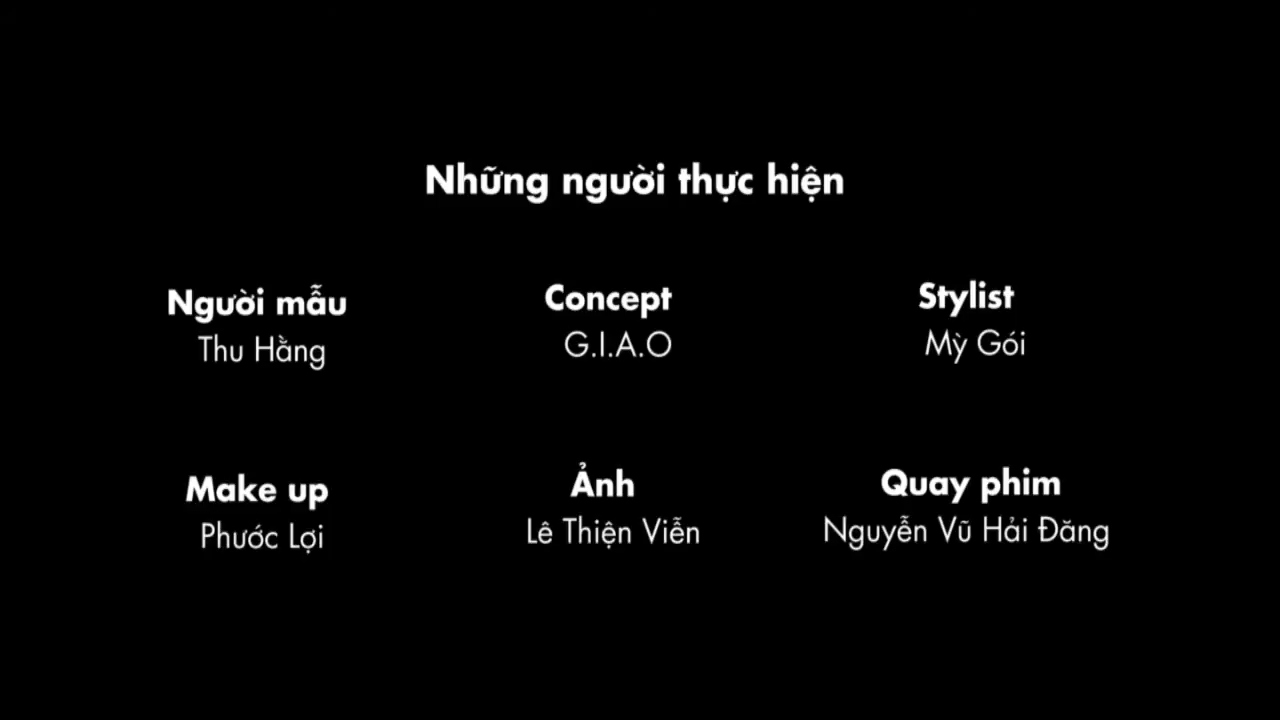 Những người thực hiện
Người mẫu
Thu Hằng
Concept
G.I.A.O
Stylist
Mỳ Gói
Make up
Phước Lợi
Ảnh
Lê Thiện Viễn
Quay phim
Nguyễn Vũ Hải Đăng